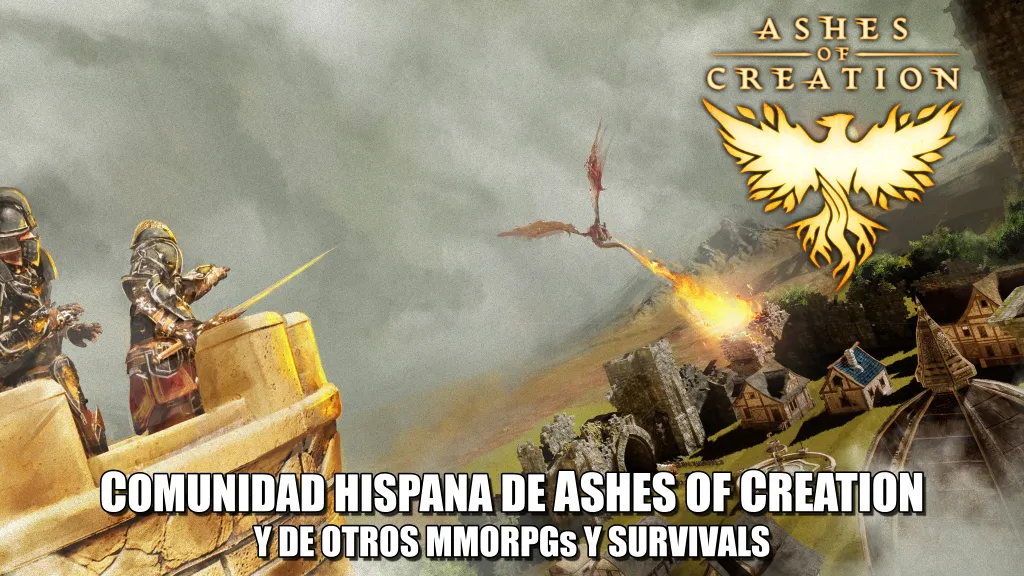 ASHES
OF
CREATION
COMUNIDAD HISPANA DE ASHES OF CREATION
Y DE OTROS MMORPGs Y SURVIVALS